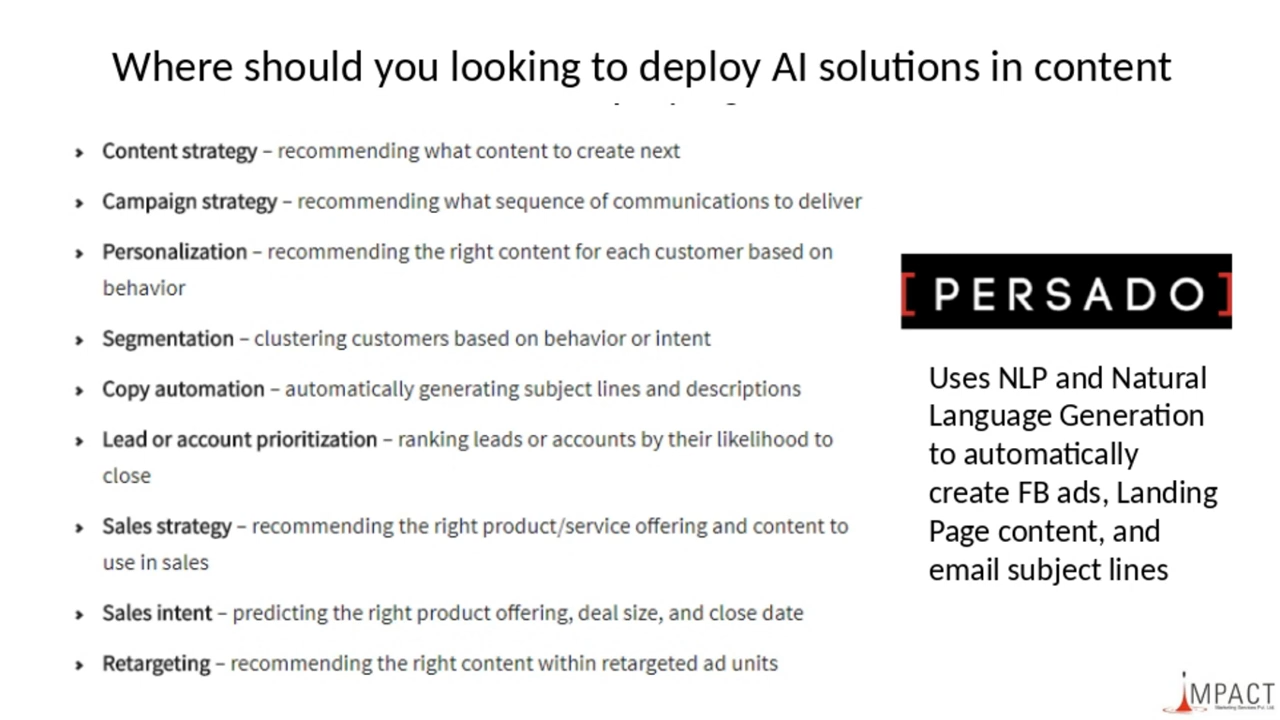 Where should you looking to deploy AI solutions in content
› Content strategy – recommending what content to create next
› Campaign strategy – recommending what sequence of communications to deliver
› Personalization – recommending the right content for each customer based on
behavior
› Segmentation – clustering customers based on behavior or intent
› Copy automation – automatically generating subject lines and descriptions
› Lead or account prioritization – ranking leads or accounts by their likelihood to
close
› Sales strategy – recommending the right product/service offering and content to
use in sales
› Sales intent – predicting the right product offering, deal size, and close date
› Retargeting – recommending the right content within retargeted ad units
[PERSADO]
Uses NLP and Natural
Language Generation
to automatically
create FB ads, Landing
Page content, and
email subject lines
iMPACT
Marketing Services Pvt. Ltd.